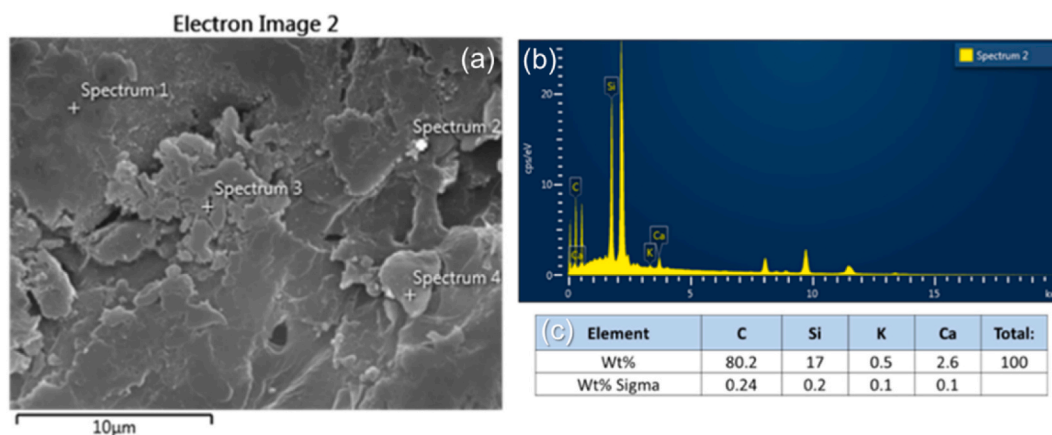 Electron Image 2
(a)
Spectrum 1
Spectrum 2
Spectrum 3
Spectrum 4
10µm
(b)
Spectrum 2
cps/eV
20
10
0
Si
C
Ca
K
Ca
0 5 10 15
(c) Element C Si K Ca Total:
Wt% 80.2 17 0.5 2.6 100
Wt% Sigma 0.24 0.2 0.1 0.1